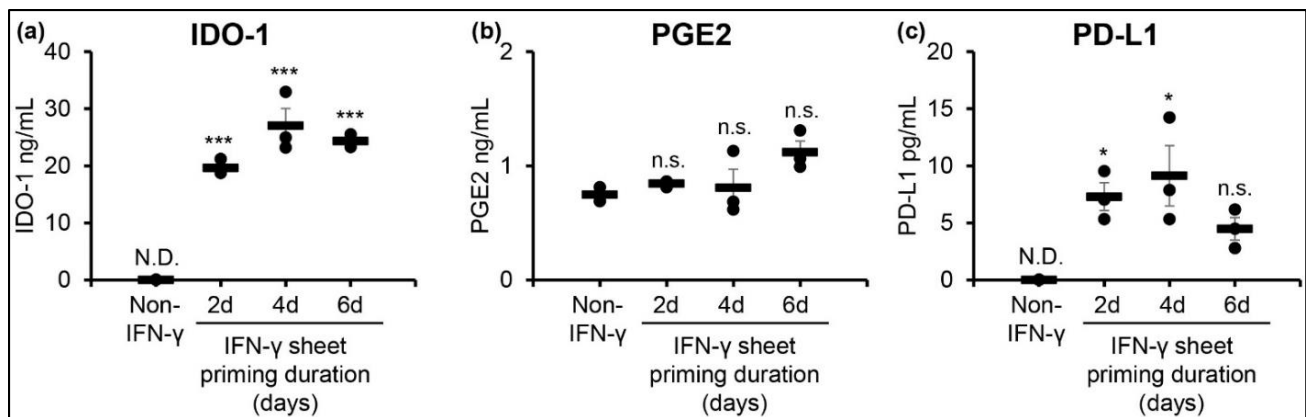 (a) IDO-1
IDO-1 ng/mL
40
30
20
10
0
N.D.
***
***
***
Non-
IFN-γ
2d
4d
6d
IFN-γ sheet
priming duration
(days)
(b) PGE2
PGE2 ng/mL
2
1
0
n.s.
n.s.
n.s.
Non-
IFN-γ
2d
4d
6d
IFN-γ sheet
priming duration
(days)
(c) PD-L1
PD-L1 pg/mL
20
15
10
5
0
N.D.
*
*
n.s.
Non-
IFN-γ
2d
4d
6d
IFN-γ sheet
priming duration
(days)